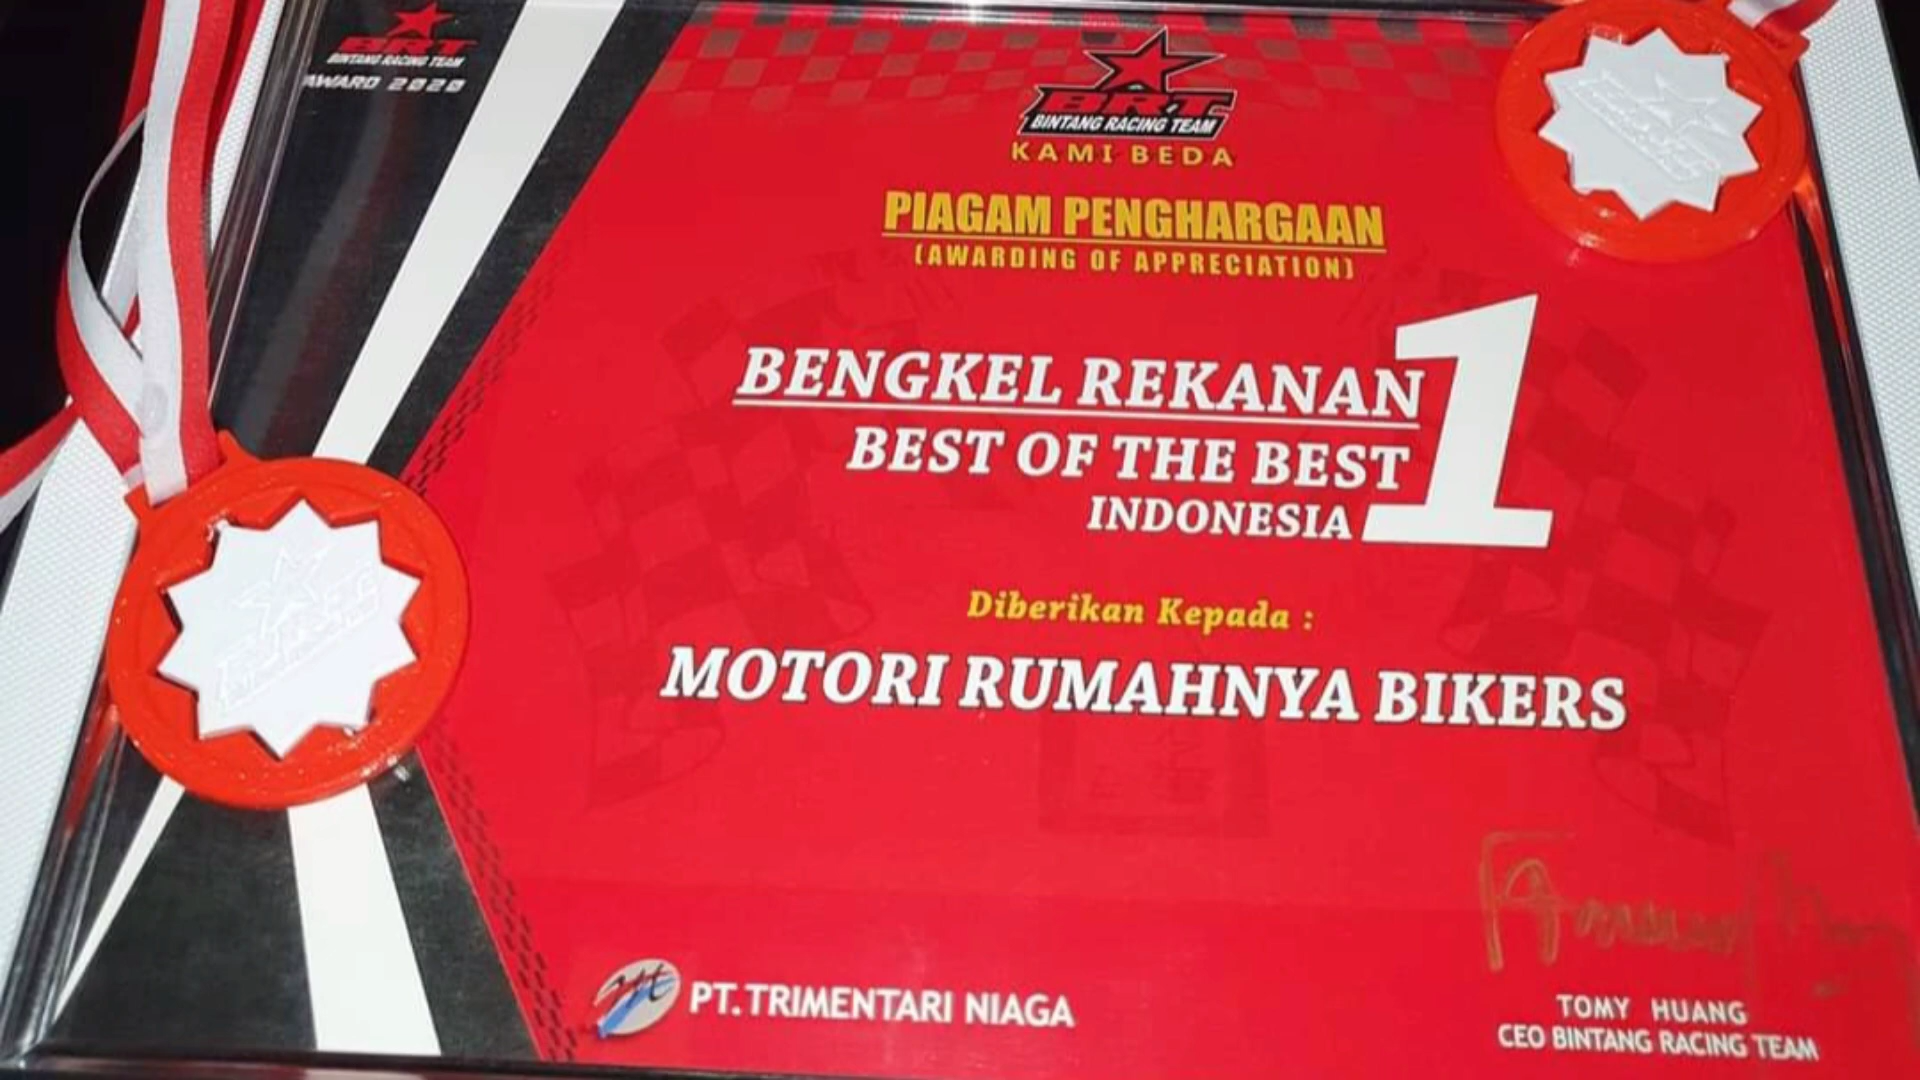 BRT
BINTANG RACING TEAM
AWARD 2020
BRT
BINTANG RACING TEAM
KAMI BEDA
PIAGAM PENGHARGAAN
(AWARDING OF APPRECIATION)
BENGKEL REKANAN 1
BEST OF THE BEST
INDONESIA
Diberikan Kepada :
MOTORI RUMAHNYA BIKERS
PT.TRIMENTARI NIAGA
TOMY HUANG
CEO BINTANG RACING TEAM